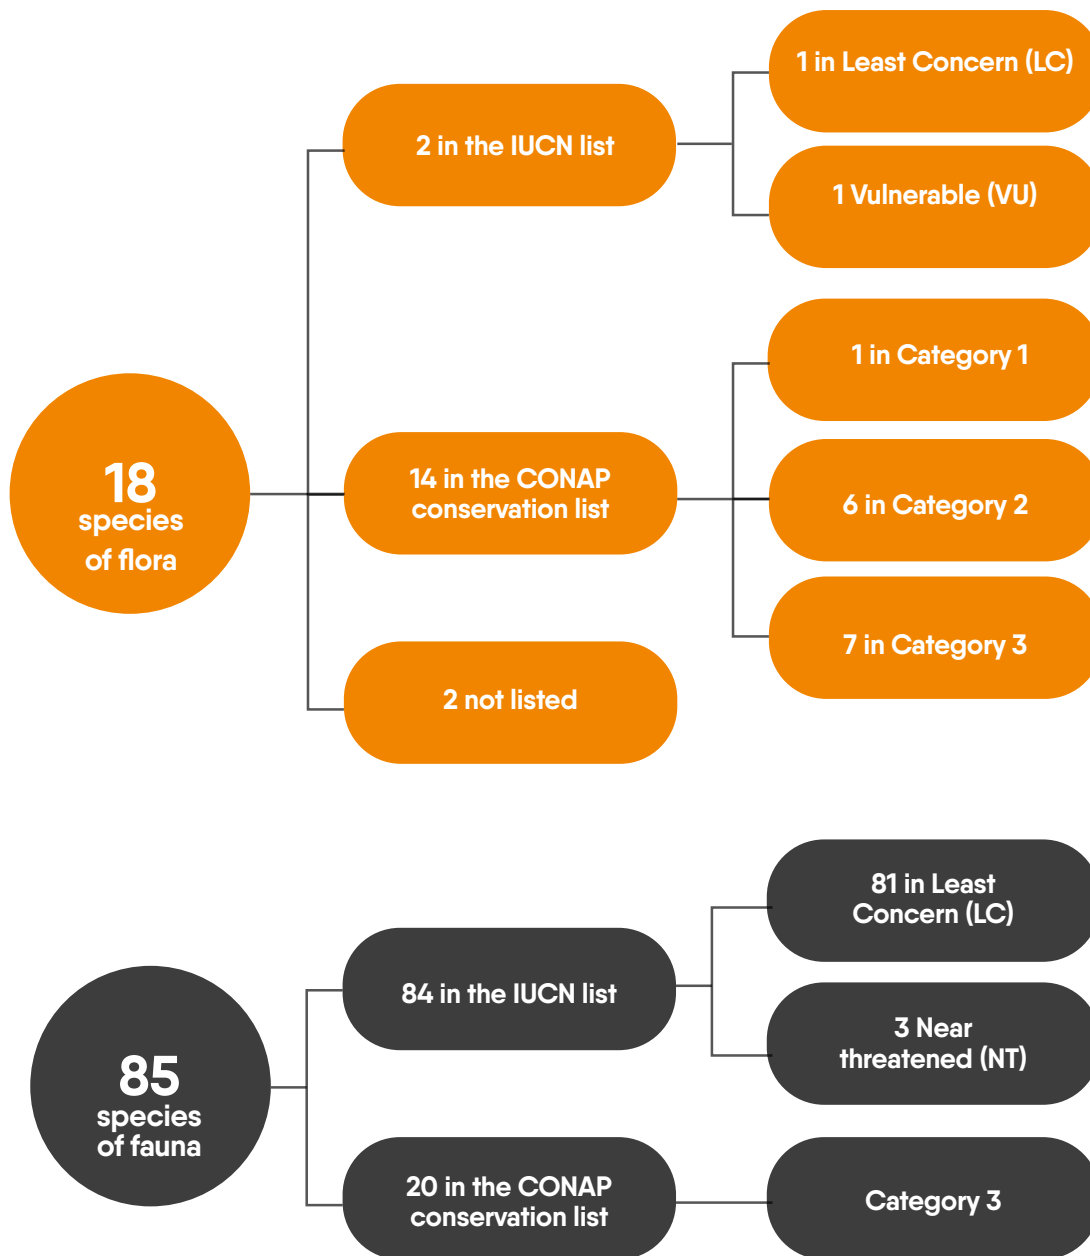 18
species
of flora
2 in the IUCN list
1 in Least Concern (LC)
1 Vulnerable (VU)
14 in the CONAP
conservation list
1 in Category 1
6 in Category 2
7 in Category 3
2 not listed
85
species
of fauna
84 in the IUCN list
81 in Least
Concern (LC)
3 Near
threatened (NT)
20 in the CONAP
conservation list
Category 3